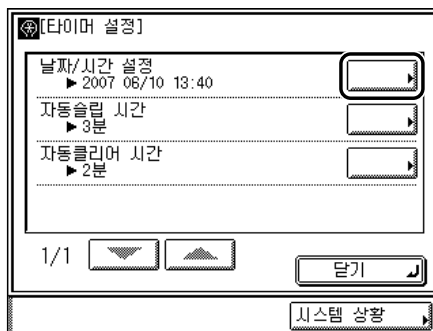 [타이머 설정]
날짜/시간 설정
▶ 2007 06/10 13:40
자동슬립 시간
▶ 3분
자동클리어 시간
▶ 2분
1/1
닫기
시스템 상황